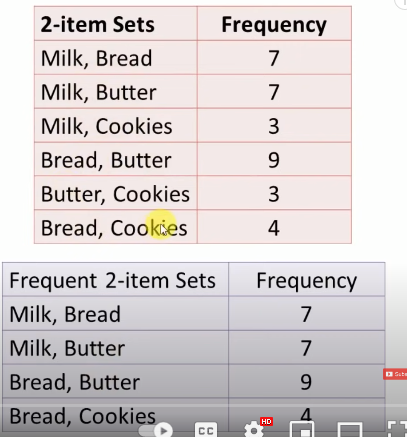 2-item Sets Frequency
Milk, Bread 7
Milk, Butter 7
Milk, Cookies 3
Bread, Butter 9
Butter, Cookies 3
Bread, Cookies 4
Frequent 2-item Sets Frequency
Milk, Bread 7
Milk, Butter 7
Bread, Butter 9
Bread, Cookies 4
CC HD